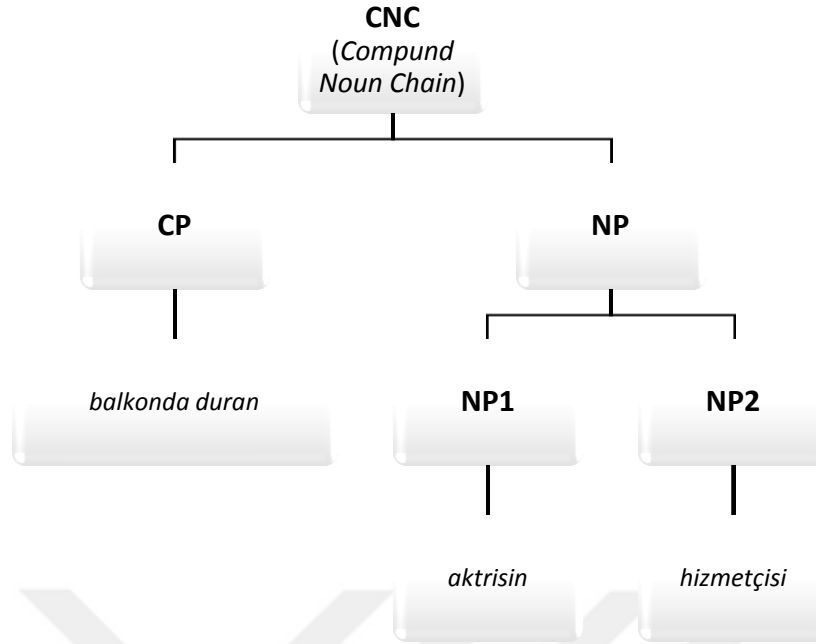 CNC
(Compund
Noun Chain)
CP
NP
balkonda duran
NP1
NP2
aktrisin
hizmetçisi